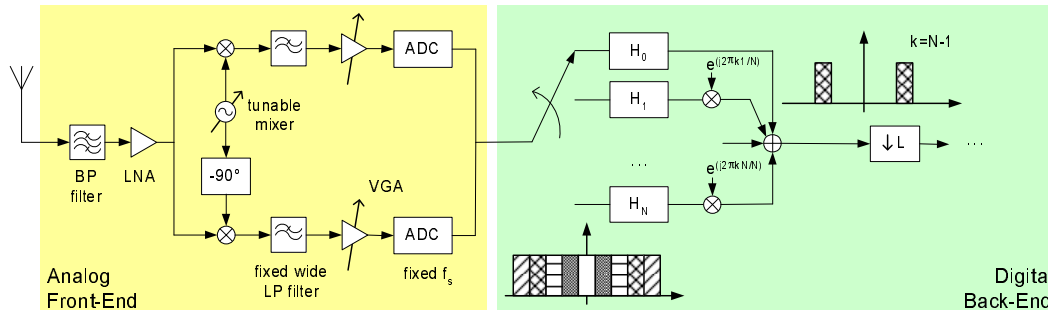 BP
filter
LNA
tunable
mixer
-90°
VGA
ADC
ADC
fixed wide
LP filter
fixed fs
Analog
Front-End
H0
H1
...
HN
e(j2πk1/N)
e(j2πkN/N)
k=N-1
↓L
...
Digita
Back-End